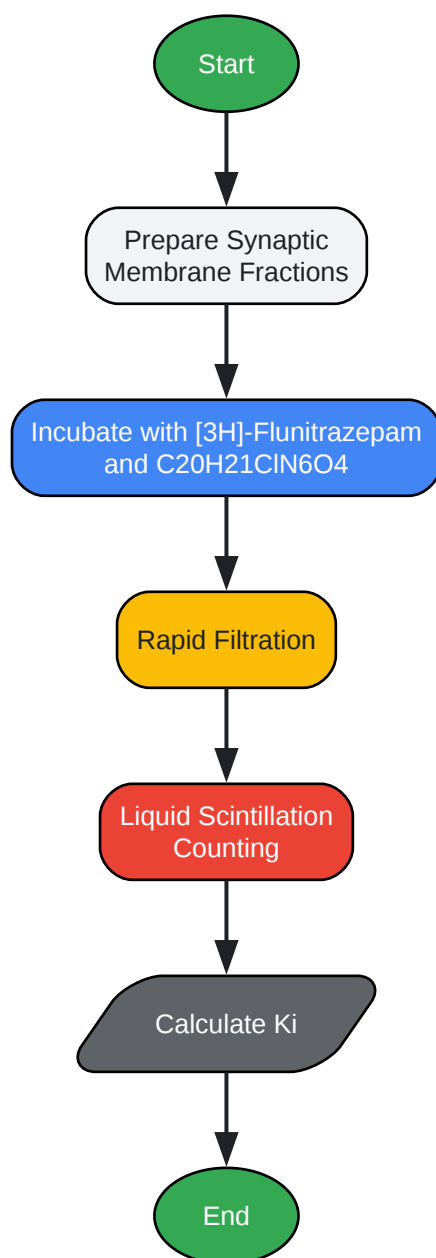 Start
Prepare Synaptic
Membrane Fractions
Incubate with [3H]-Flunitrazepam
and C20H21ClN6O4
Rapid Filtration
Liquid Scintillation
Counting
Calculate Ki
End